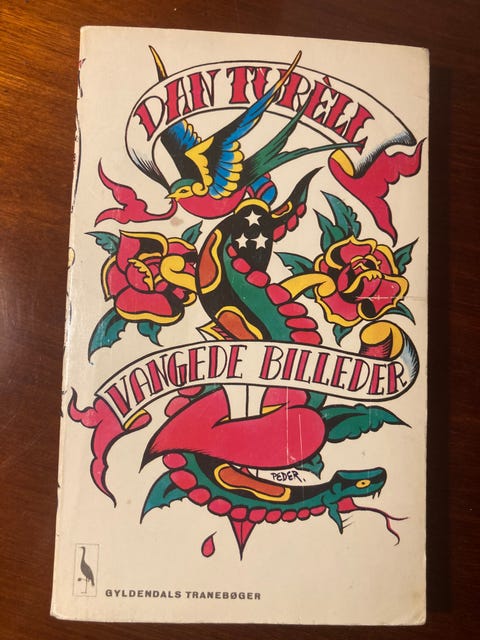 DAN TURÈLL
VANGEDE BILLEDER
PEDER.
GYLDENDALS TRANEBØGER